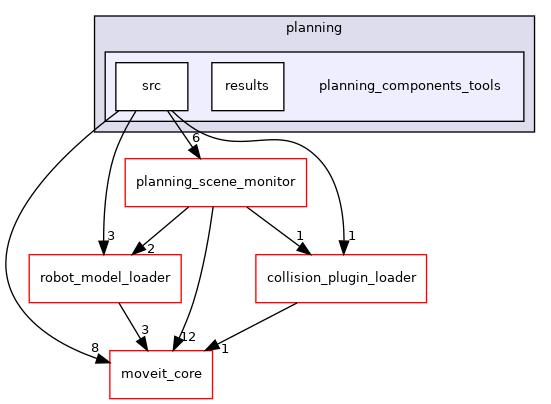 planning
src
results
planning_components_tools
6
planning_scene_monitor
3
2
1
1
robot_model_loader
collision_plugin_loader
8
3
12
1
moveit_core